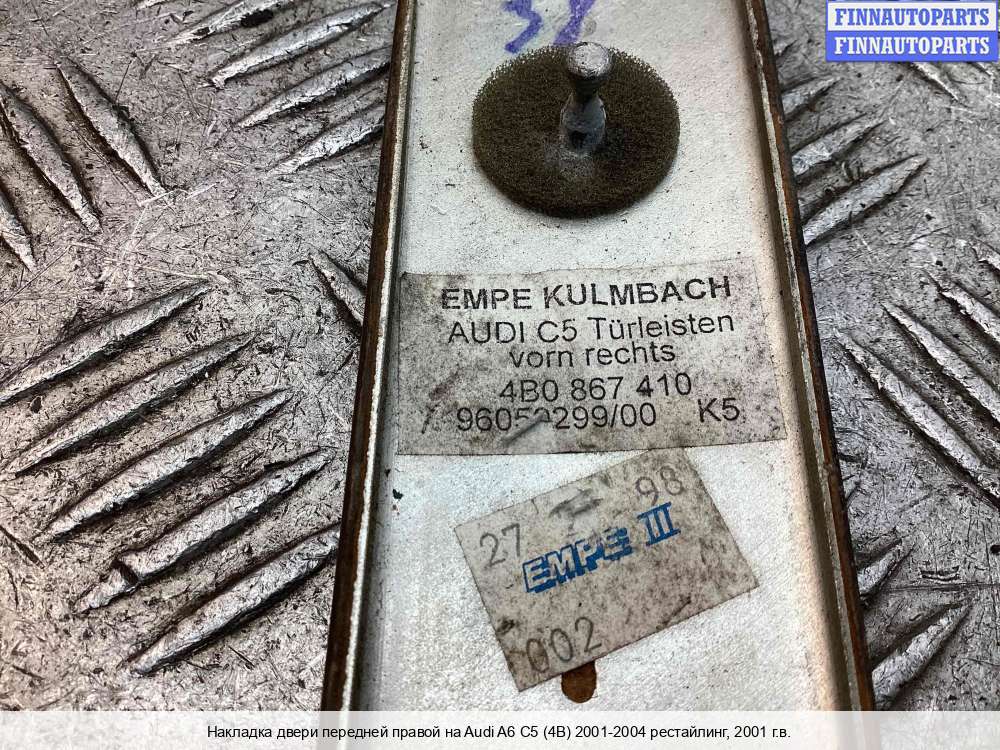 FINNAUTOPARTS
FINNAUTOPARTS
EMPE KULMBACH
AUDI C5 Türleisten
vorn rechts
4B0 867 410
K5
27 98
EMPE III
002
Накладка двери передней правой на Audi A6 C5 (4B) 2001-2004 рестайлинг, 2001 г.в.